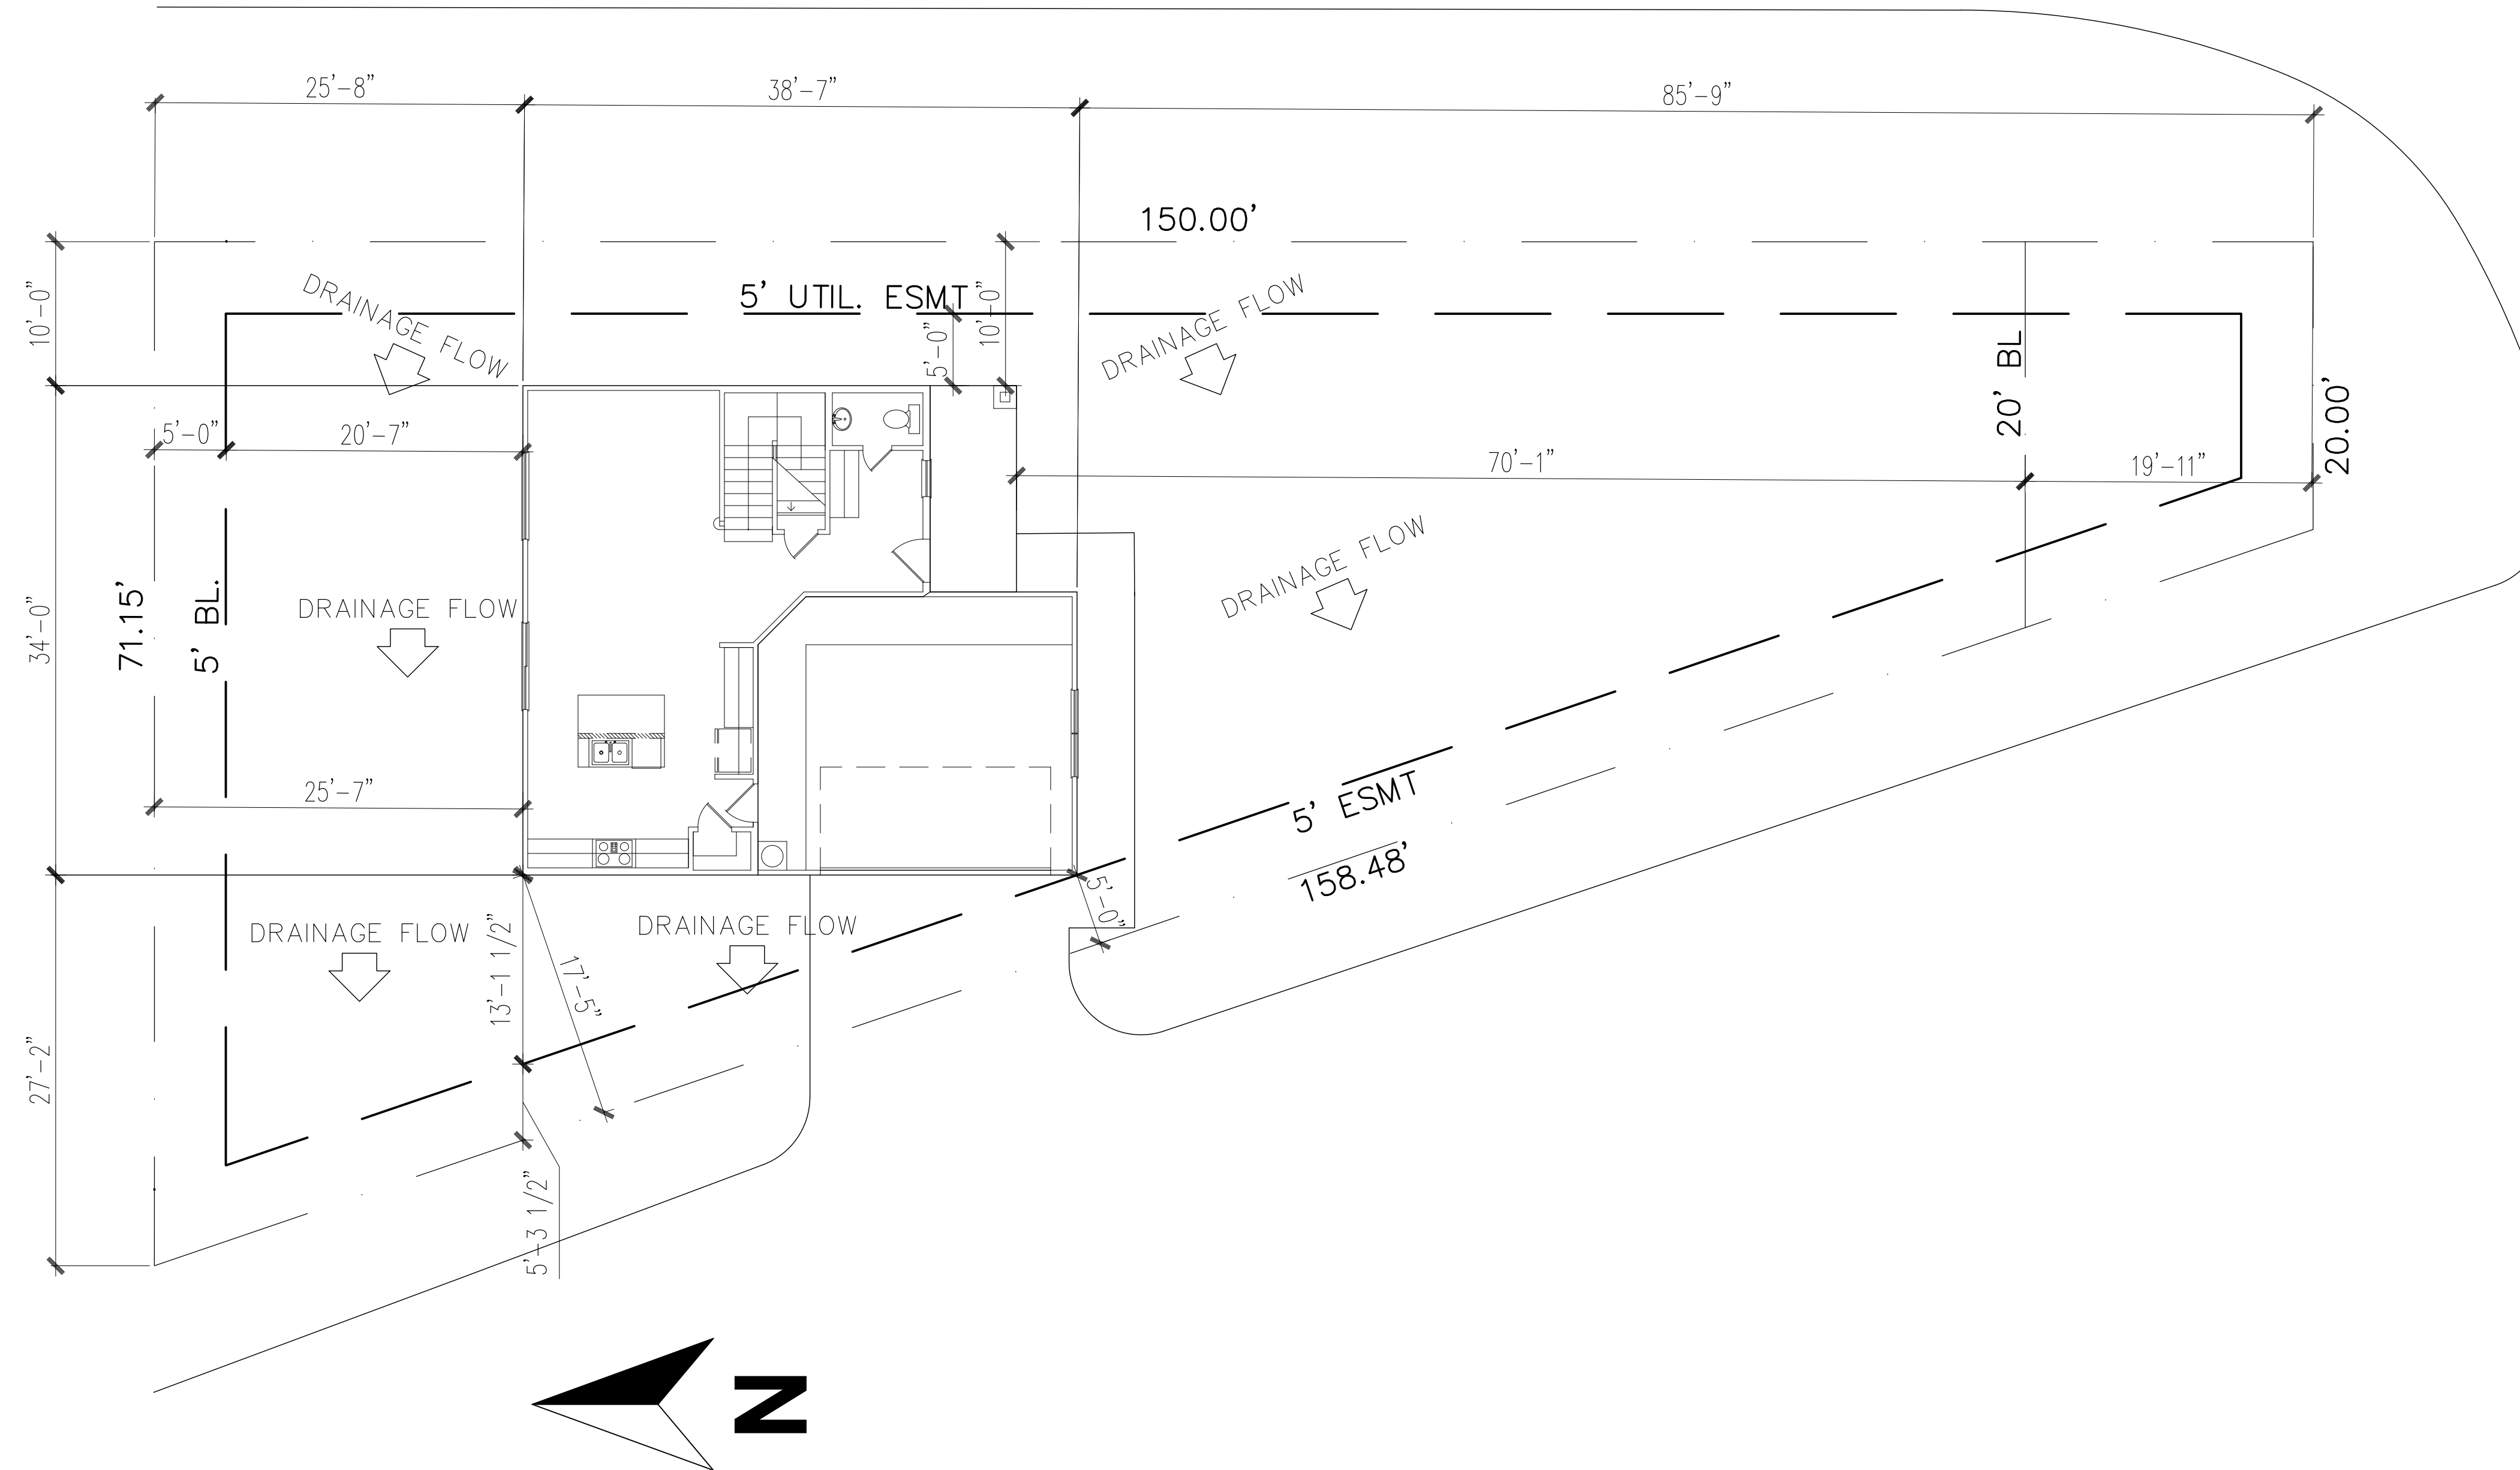 25'-8"
38'-7"
85'-9"
150.00'
5' UTIL. ESMT
10'-0"
10'-0"
5'-0"
DRAINAGE FLOW
DRAINAGE FLOW
20' BL
20.00'
5'-0"
20'-7"
70'-1"
19'-11"
DRAINAGE FLOW
DRAINAGE FLOW
34'-0"
71.15'
5' BL.
25'-7"
5' ESMT
158.48'
5'-0"
DRAINAGE FLOW
DRAINAGE FLOW
13'-1 1/2"
17'-5"
27'-2"
5'-3 1/2"
N